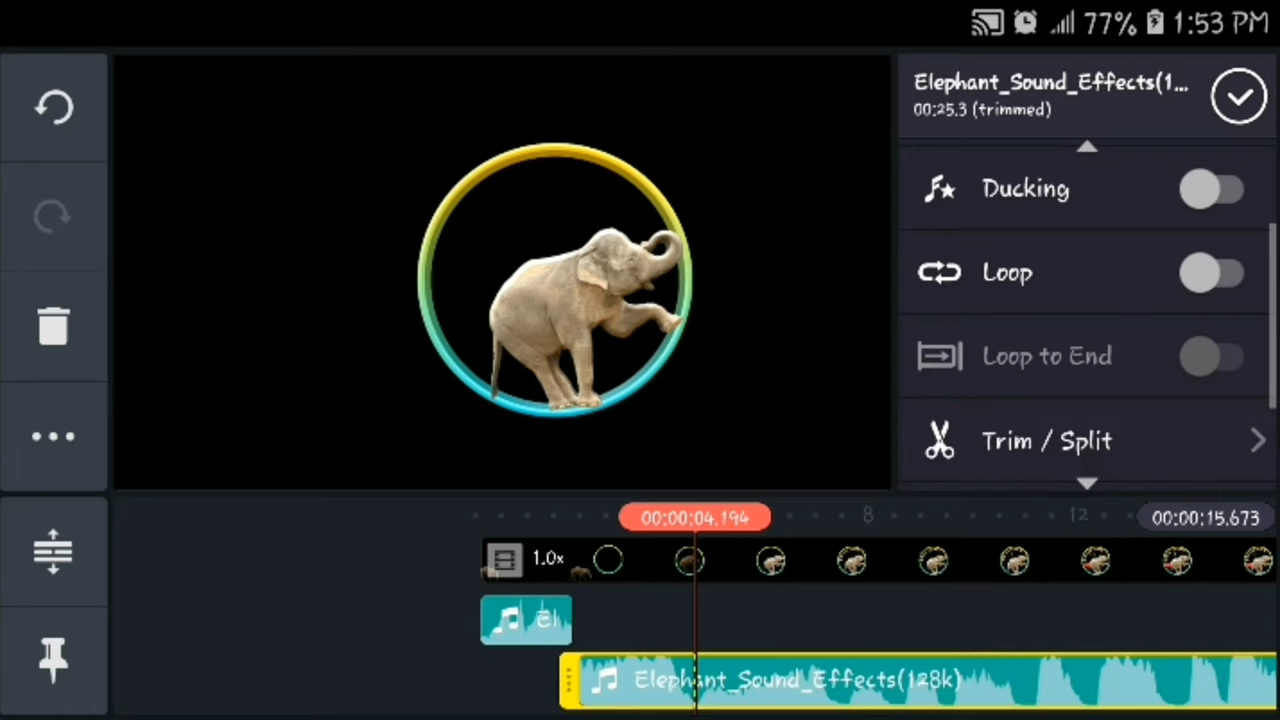 77% 1:53 PM
Elephant_Sound_Effects(1...
00:25.3 (trimmed)
Ducking
Loop
Loop to End
Trim / Split
00:00:04.194
8
12
00:00:15.673
1.0x
El
Elephant_Sound_Effects(128k)